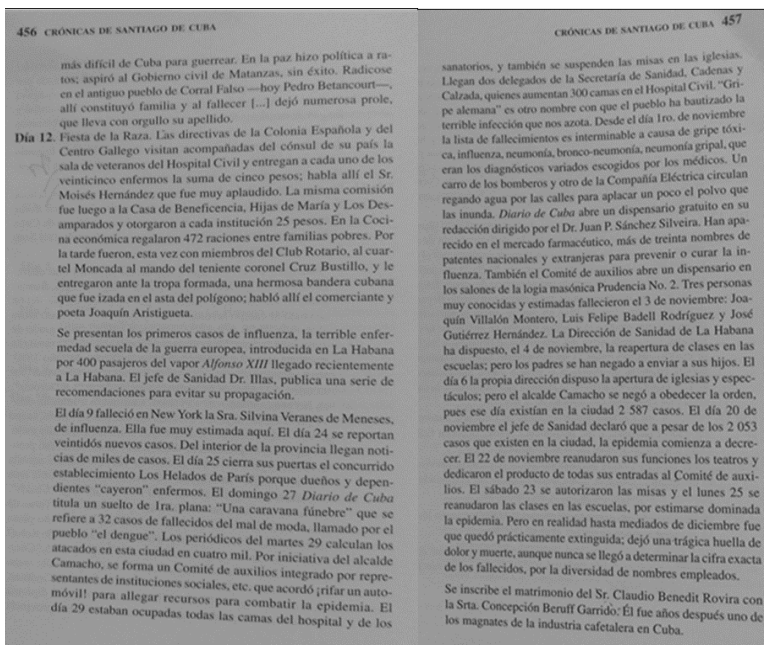 456 CRÓNICAS DE SANTIAGO DE CUBA
más difícil de Cuba para guerrear. En la paz hizo política a ra-
tos; aspiró al Gobierno civil de Matanzas, sin éxito. Radicose
en el antiguo pueblo de Corral Falso —hoy Pedro Betancourt—,
allí constituyó familia y al fallecer [...] dejó numerosa prole,
que lleva con orgullo su apellido.
Día 12. Fiesta de la Raza. Las directivas de la Colonia Española y del
Centro Gallego visitan acompañadas del cónsul de su país la
sala de veteranos del Hospital Civil y entregan a cada uno de los
veinticinco enfermos la suma de cinco pesos; habla allí el Sr.
Moisés Hernández que fue muy aplaudido. La misma comisión
fue luego a la Casa de Beneficencia, Hijas de María y Los Des-
amparados y otorgaron a cada institución 25 pesos. En la Coci-
na económica regalaron 472 raciones entre familias pobres. Por
la tarde fueron, esta vez con miembros del Club Rotario, al cuar-
tel Moncada al mando del teniente coronel Cruz Bustillo, y le
entregaron ante la tropa formada, una hermosa bandera cubana
que fue izada en el asta del polígono; habló allí el comerciante y
poeta Joaquín Aristigueta.
Se presentan los primeros casos de influenza, la terrible enfer-
medad secuela de la guerra europea, introducida en La Habana
por 400 pasajeros del vapor Alfonso XIII llegado recientemente
a La Habana. El jefe de Sanidad Dr. Illas, publica una serie de
recomendaciones para evitar su propagación.
El día 9 falleció en New York la Sra. Silvina Veranes de Meneses,
de influenza. Ella fue muy estimada aquí. El día 24 se reportan
veintidós nuevos casos. Del interior de la provincia llegan noti-
cias de miles de casos. El día 25 cierra sus puertas el concurrido
establecimiento Los Helados de París porque dueños y depen-
dientes “cayeron” enfermos. El domingo 27 Diario de Cuba
titula un suelto de 1ra. plana: “Una caravana fúnebre” que se
refiere a 32 casos de fallecidos del mal de moda, llamado por el
pueblo “el dengue”. Los periódicos del martes 29 calculan los
atacados en esta ciudad en cuatro mil. Por iniciativa del alcalde
Camacho, se forma un Comité de auxilios integrado por repre-
sentantes de instituciones sociales, etc. que acordó ¡rifar un auto-
móvil! para allegar recursos para combatir la epidemia. El
día 29 estaban ocupadas todas las camas del hospital y de los
CRÓNICAS DE SANTIAGO DE CUBA 457
sanatorios, y también se suspenden las misas en las iglesias.
Llegan dos delegados de la Secretaría de Sanidad, Cadenas y
Calzada, quienes aumentan 300 camas en el Hospital Civil. “Gri-
pe alemana” es otro nombre con que el pueblo ha bautizado la
terrible infección que nos azota. Desde el día 1ro. de noviembre
la lista de fallecimientos es interminable a causa de gripe tóxi-
ca, influenza, neumonía, bronco-neumonía, neumonía gripal, que
eran los diagnósticos variados escogidos por los médicos. Un
carro de los bomberos y otro de la Compañía Eléctrica circulan
regando agua por las calles para aplacar un poco el polvo que
las inunda. Diario de Cuba abre un dispensario gratuito en su
redacción dirigido por el Dr. Juan P. Sánchez Silveira. Han apa-
recido en el mercado farmacéutico, más de treinta nombres de
patentes nacionales y extranjeras para prevenir o curar la in-
fluenza. También el Comité de auxilios abre un dispensario en
los salones de la logia masónica Prudencia No. 2. Tres personas
muy conocidas y estimadas fallecieron el 3 de noviembre: Joa-
quín Villalón Montero, Luis Felipe Badell Rodríguez y José
Gutiérrez Hernández. La Dirección de Sanidad de La Habana
ha dispuesto, el 4 de noviembre, la reapertura de clases en las
escuelas; pero los padres se han negado a enviar a sus hijos. El
día 6 la propia dirección dispuso la apertura de iglesias y espec-
táculos; pero el alcalde Camacho se negó a obedecer la orden,
pues ese día existían en la ciudad 2 587 casos. El día 20 de
noviembre el jefe de Sanidad declaró que a pesar de los 2 053
casos que existen en la ciudad, la epidemia comienza a decre-
cer. El 22 de noviembre reanudaron sus funciones los teatros y
dedicaron el producto de todas sus entradas al Comité de auxi-
lios. El sábado 23 se autorizaron las misas y el lunes 25 se
reanudaron las clases en las escuelas, por estimarse dominada
la epidemia. Pero en realidad hasta mediados de diciembre fue
que quedó prácticamente extinguida; dejó una trágica huella de
dolor y muerte, aunque nunca se llegó a determinar la cifra exacta
de los fallecidos, por la diversidad de nombres empleados.
Se inscribe el matrimonio del Sr. Claudio Benedit Rovira con
la Srta. Concepción Beruff Garrido. Él fue años después uno de
los magnates de la industria cafetalera en Cuba.